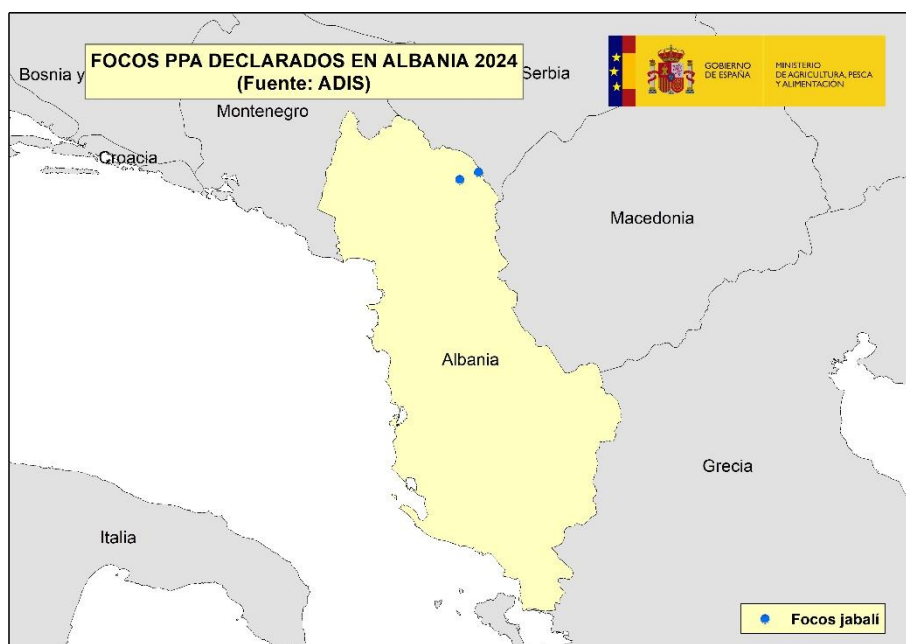 FOCOS PPA DECLARADOS EN ALBANIA 2024
(Fuente: ADIS)
GOBIERNO
DE ESPAÑA
MINISTERIO
DE AGRICULTURA, PESCA
Y ALIMENTACIÓN
Bosnia y
Serbia
Montenegro
Croacia
Macedonia
Albania
Grecia
Italia
Focos jabalí